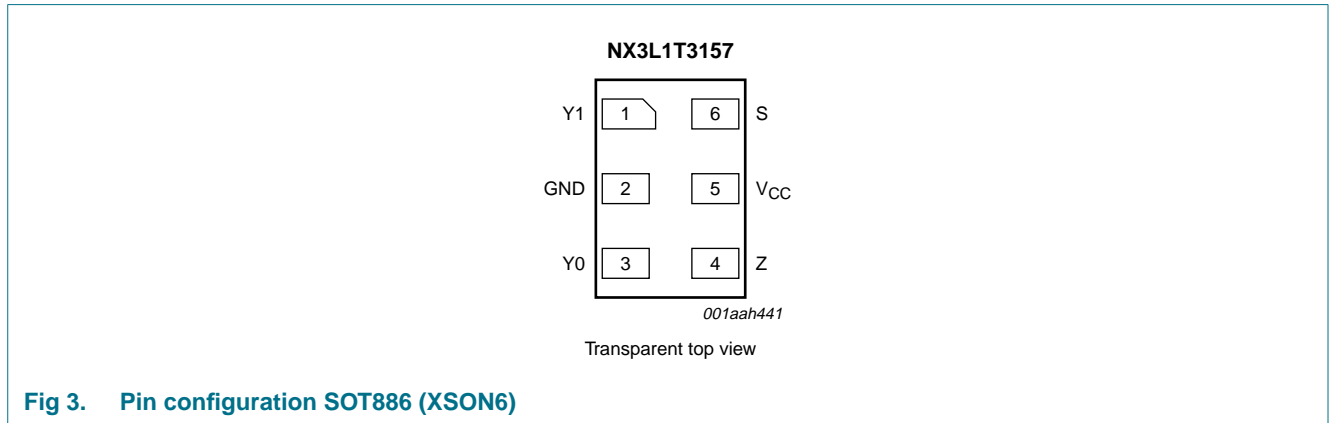 NX3L1T3157
Y1 1 6 S
GND 2 5 VCC
Y0 3 4 Z
001aah441
Transparent top view
Fig 3. Pin configuration SOT886 (XSON6)